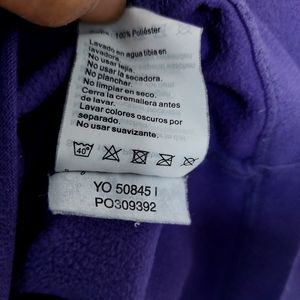 100% Poliéster
Lavado en agua tibia en
lavadora.
No usar lejía.
No usar la secadora.
No planchar.
No limpiar en seco.
Cerra la cremallera antes
de lavar.
Lavar colores oscuros por
separado.
No usar suavizante.
40°
YO 50845 I
PO309392